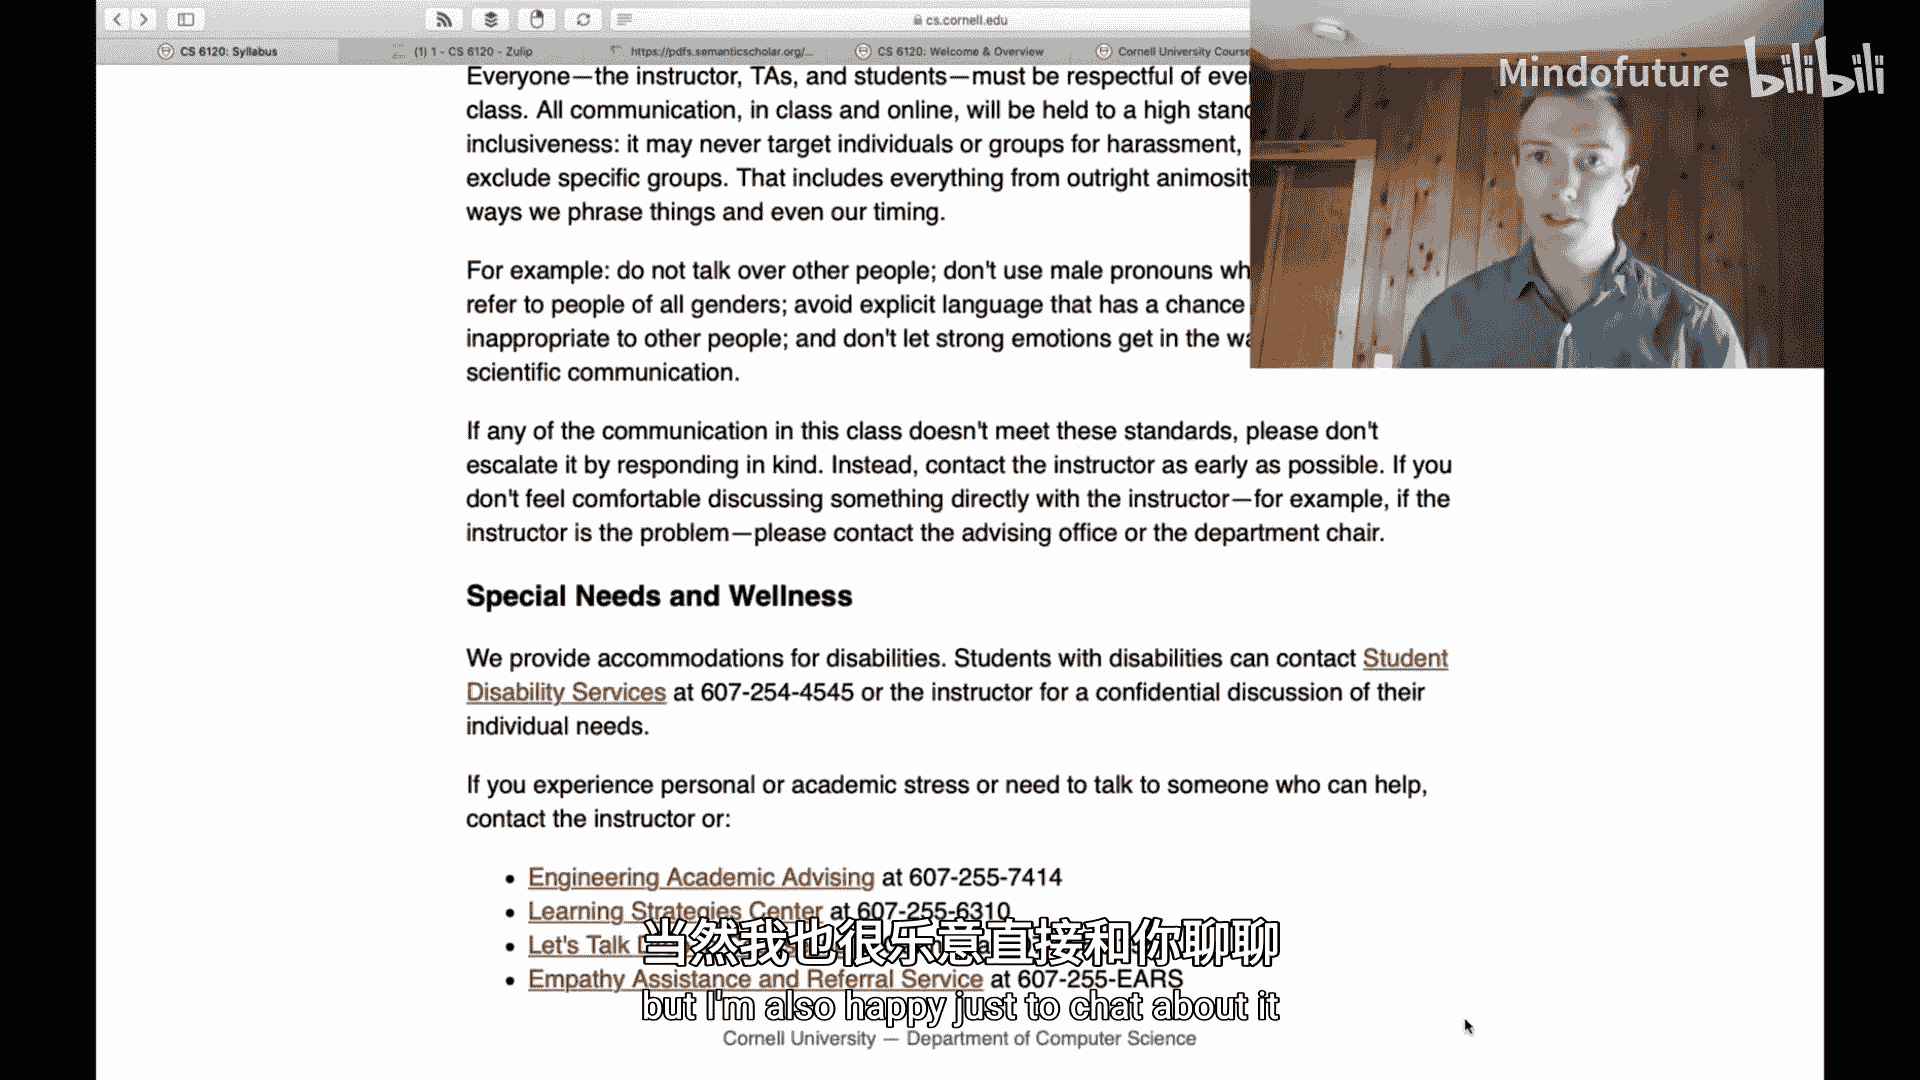 cs.cornell.edu
CS 6120: Syllabus
(1) 1 - CS 6120 - Zulip
https://pdfs.semanticscholar.org/...
CS 6120: Welcome & Overview
Cornell University Course
Mindofuture bilibili
Everyone—the instructor, TAs, and students—must be respectful of
class. All communication, in class and online, will be held to a high
inclusiveness: it may never target individuals or groups for harassment,
exclude specific groups. That includes everything from outright animosity
ways we phrase things and even our timing.
For example: do not talk over other people; don't use male pronouns
refer to people of all genders; avoid explicit language that has a chance
inappropriate to other people; and don't let strong emotions get in the
scientific communication.
If any of the communication in this class doesn't meet these standards, please don't
escalate it by responding in kind. Instead, contact the instructor as early as possible. If you
don't feel comfortable discussing something directly with the instructor—for example, if the
instructor is the problem—please contact the advising office or the department chair.
Special Needs and Wellness
We provide accommodations for disabilities. Students with disabilities can contact Student
Disability Services at 607-254-4545 or the instructor for a confidential discussion of their
individual needs.
If you experience personal or academic stress or need to talk to someone who can help,
contact the instructor or:
• Engineering Academic Advising at 607-255-7414
• Learning Strategies Center at 607-255-6310
• Let's Talk
• Empathy Assistance and Referral Service at 607-255-EARS
当然我也很乐意直接和你聊聊
but I'm also happy just to chat about it
Cornell University — Department of Computer Science